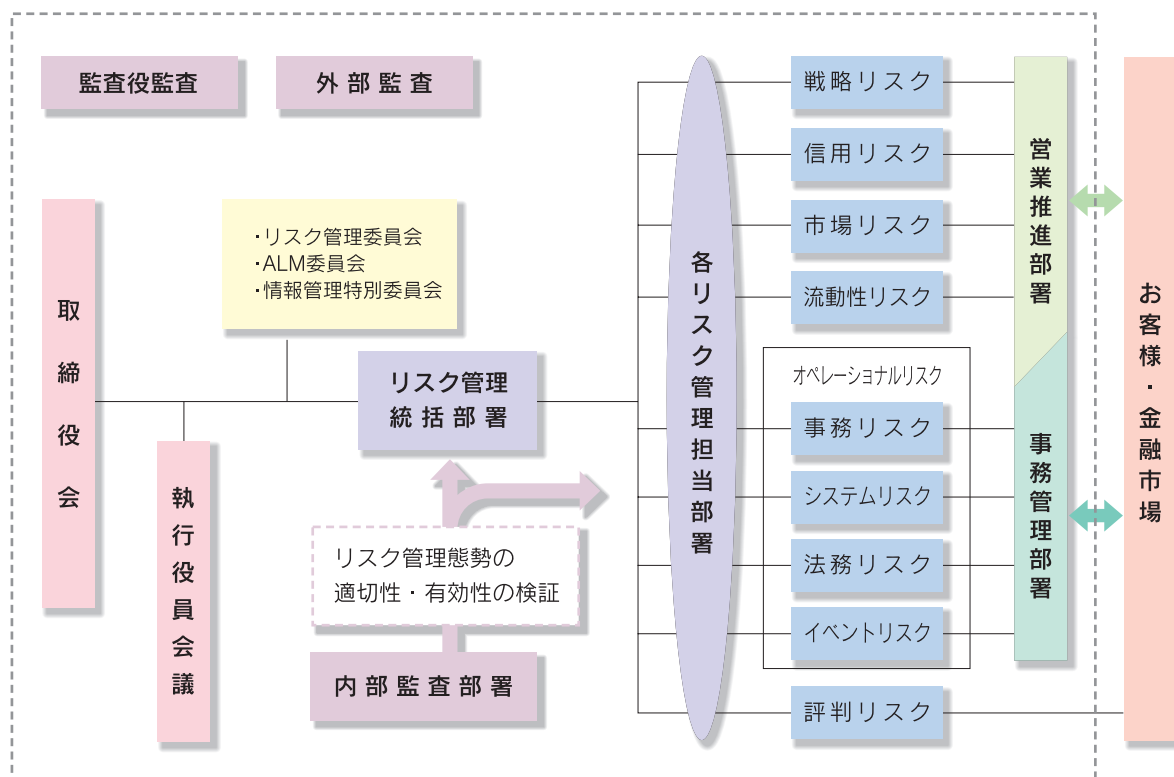 監査役監査
外部監査
取締役会
・リスク管理委員会
・ALM委員会
・情報管理特別委員会
リスク管理
統括部署
執行役員会議
リスク管理態勢の
適切性・有効性の検証
内部監査部署
各リスク管理担当部署
戦略リスク
信用リスク
市場リスク
流動性リスク
オペレーショナルリスク
事務リスク
システムリスク
法務リスク
イベントリスク
評判リスク
営業推進部署
事務管理部署
お客様・金融市場